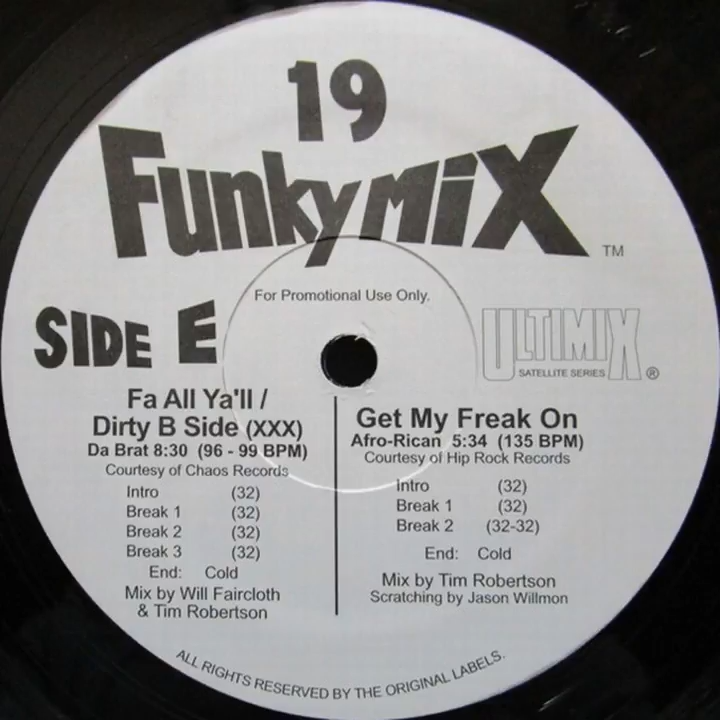 19
Funkymix
TM
For Promotional Use Only.
SIDE E
ULTIMIX
SATELLITE SERIES ®
Fa All Ya'll /
Dirty B Side (XXX)
Da Brat 8:30 (96 - 99 BPM)
Courtesy of Chaos Records
Intro (32)
Break 1 (32)
Break 2 (32)
Break 3 (32)
End: Cold
Mix by Will Faircloth
& Tim Robertson
Get My Freak On
Afro-Rican 5:34 (135 BPM)
Courtesy of Hip Rock Records
Intro (32)
Break 1 (32)
Break 2 (32-32)
End: Cold
Mix by Tim Robertson
Scratching by Jason Willmon
ALL RIGHTS RESERVED BY THE ORIGINAL LABELS.